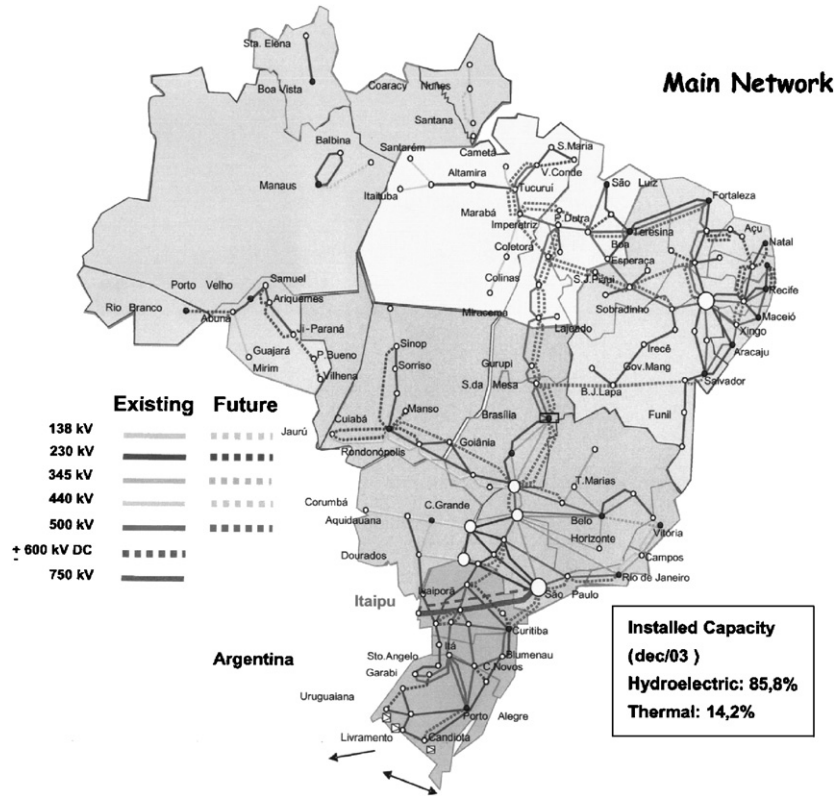 Main Network
Sta. Elena
Boa Vista
Coaracy Nunes
Santana
Balbina
Manaus
Santarém
Cametá
S.Maria
Altamira
V.Conde
Itaituba
Tucuruí
São Luiz
Fortaleza
Marabá
P.Dutra
Imperetriz
Teresina
Açu
Natal
Coletora
Boa
Esperaça
Colinas
S.J.Piauí
Recife
Sobradinho
Maceió
Miracema
Lajeado
Xingo
Irecê
Aracaju
Gurupi
Gov.Mang
S.da Mesa
B.J.Lapa
Salvador
Brasília
Funil
Porto Velho
Samuel
Rio Branco
Ariquemes
Abunã
Ji-Paraná
Guajará
Mirim
P.Bueno
Vilhena
Sinop
Sorriso
Manso
Cuiabá
Jaurú
Rondonópolis
Goiânia
T.Marias
Corumbá
C.Grande
Aquidauana
Belo
Horizonte
Vitória
Dourados
Campos
Rio de Janeiro
São Paulo
Ivaiporã
Itaipu
Curitiba
Itá
Blumenau
Sto.Angelo
C.Novos
Garabi
Argentina
Uruguaiana
Porto Alegre
Livramento
Candiota
Existing Future
138 kV
230 kV
345 kV
440 kV
500 kV
± 600 kV DC
750 kV
Installed Capacity
(dec/03 )
Hydroelectric: 85,8%
Thermal: 14,2%